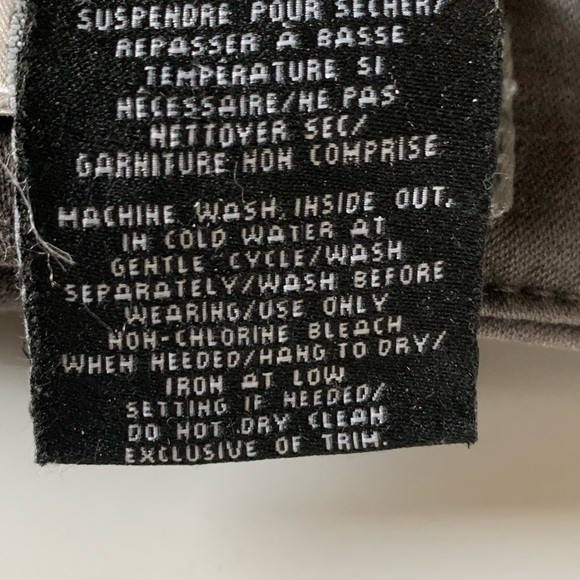 SUSPENDRE POUR SECHER/
REPASSER A BASSE
TEMPERATURE SI
NÉCESSAIRE/NE PAS
NETTOYER SEC/
GARNITURE NON COMPRISE
MACHINE WASH INSIDE OUT.
IN COLD WATER AT
GENTLE CYCLE/WASH
SEPARATELY/WASH BEFORE
WEARING/USE ONLY
NON-CHLORINE BLEACH
WHEN NEEDED/HANG TO DRY/
IRON AT LOW
SETTING IF NEEDED/
DO NOT DRY CLEAN
EXCLUSIVE OF TRIM.